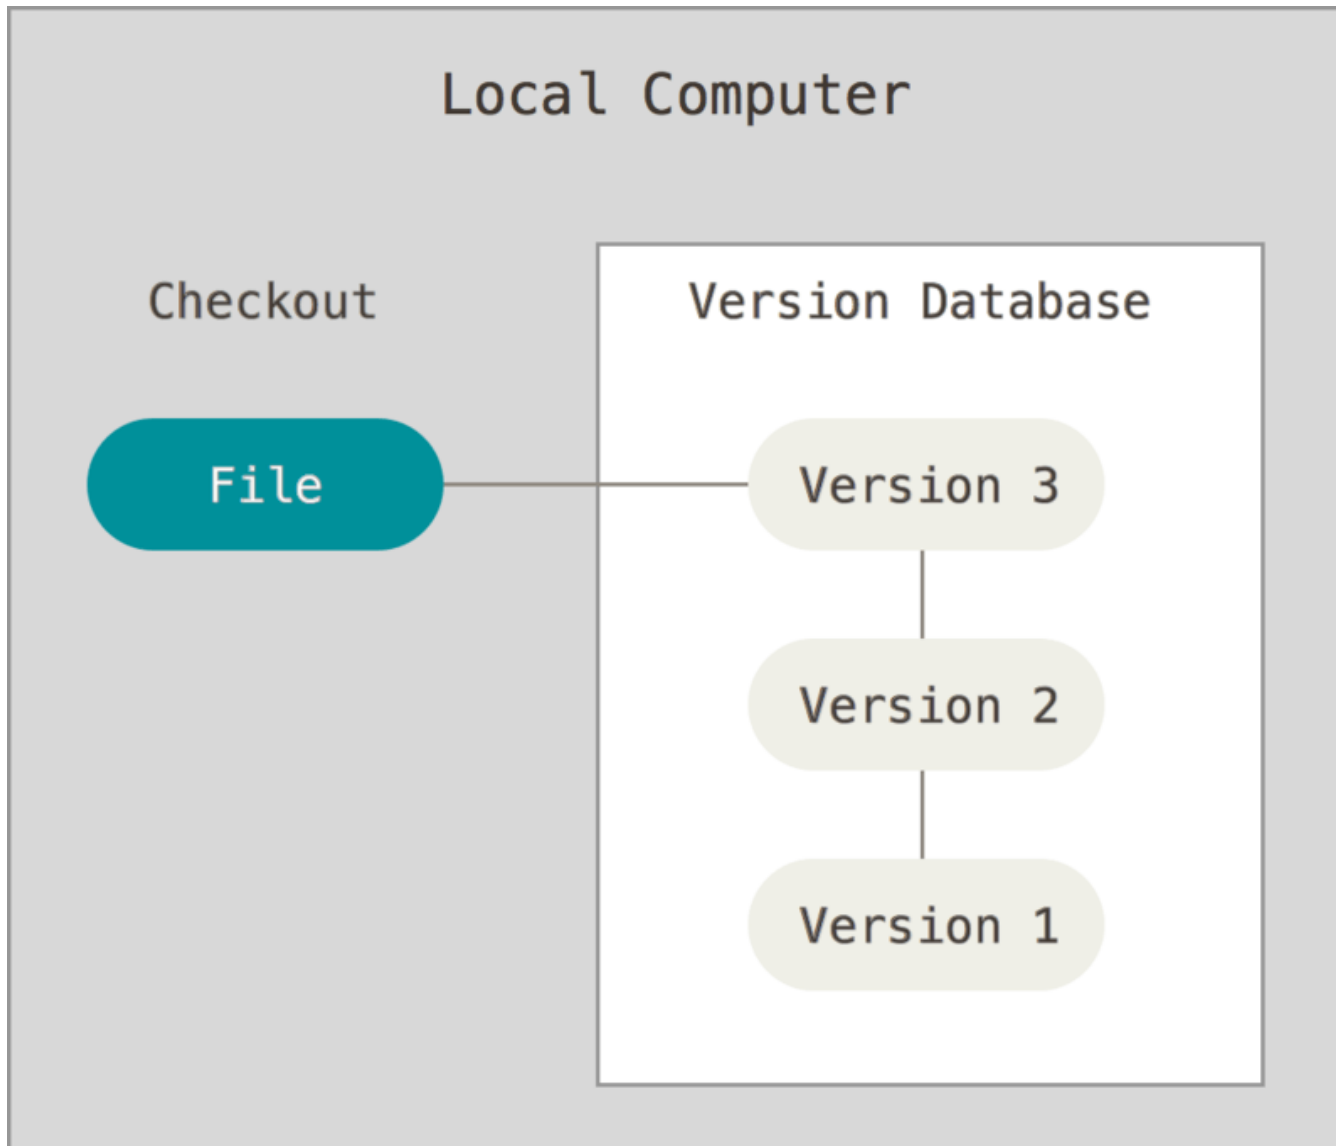 Local Computer
Checkout
Version Database
File
Version 3
Version 2
Version 1